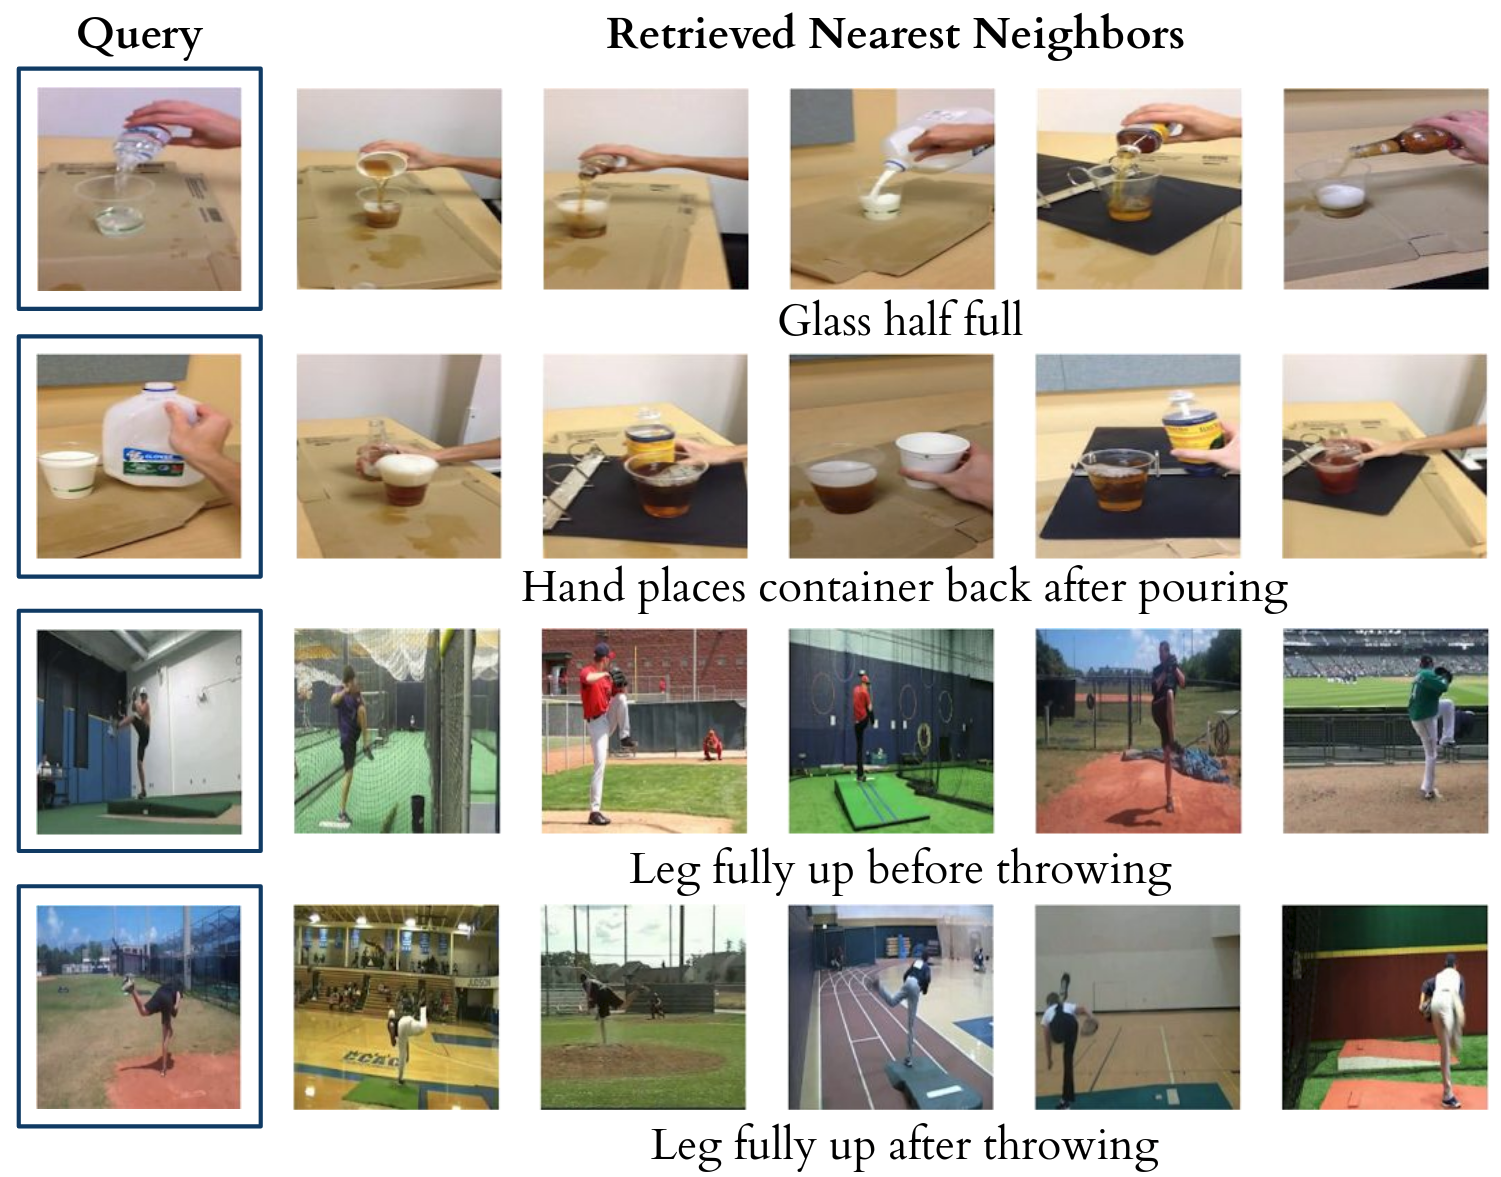 Query
Retrieved Nearest Neighbors
Glass half full
Hand places container back after pouring
Leg fully up before throwing
JUDSON
Leg fully up after throwing